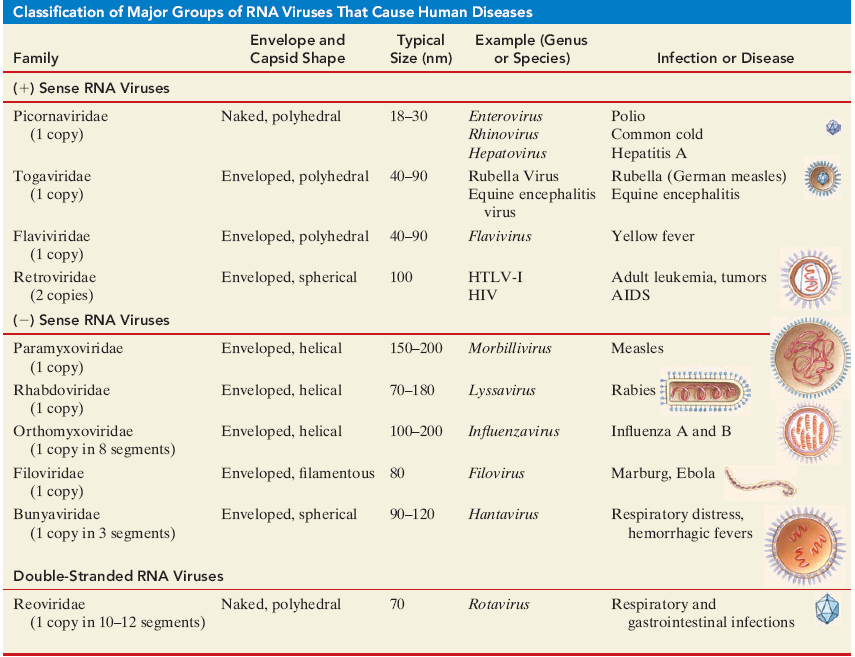 Classification of Major Groups of RNA Viruses That Cause Human Diseases
Family Envelope and Capsid Shape Typical Size (nm) Example (Genus or Species) Infection or Disease
(+) Sense RNA Viruses
Picornaviridae Naked, polyhedral 18–30 Enterovirus Polio
(1 copy) Rhinovirus Common cold
Hepatovirus Hepatitis A
Togaviridae Enveloped, polyhedral 40–90 Rubella Virus Rubella (German measles)
(1 copy) Equine encephalitis Equine encephalitis
virus
Flaviviridae Enveloped, polyhedral 40–90 Flavivirus Yellow fever
(1 copy)
Retroviridae Enveloped, spherical 100 HTLV-I Adult leukemia, tumors
(2 copies) HIV AIDS
(−) Sense RNA Viruses
Paramyxoviridae Enveloped, helical 150–200 Morbillivirus Measles
(1 copy)
Rhabdoviridae Enveloped, helical 70–180 Lyssavirus Rabies
(1 copy)
Orthomyxoviridae Enveloped, helical 100–200 Influenzavirus Influenza A and B
(1 copy in 8 segments)
Filoviridae Enveloped, filamentous 80 Filovirus Marburg, Ebola
(1 copy)
Bunyaviridae Enveloped, spherical 90–120 Hantavirus Respiratory distress,
(1 copy in 3 segments) hemorrhagic fevers
Double-Stranded RNA Viruses
Reoviridae Naked, polyhedral 70 Rotavirus Respiratory and
(1 copy in 10–12 segments) gastrointestinal infections